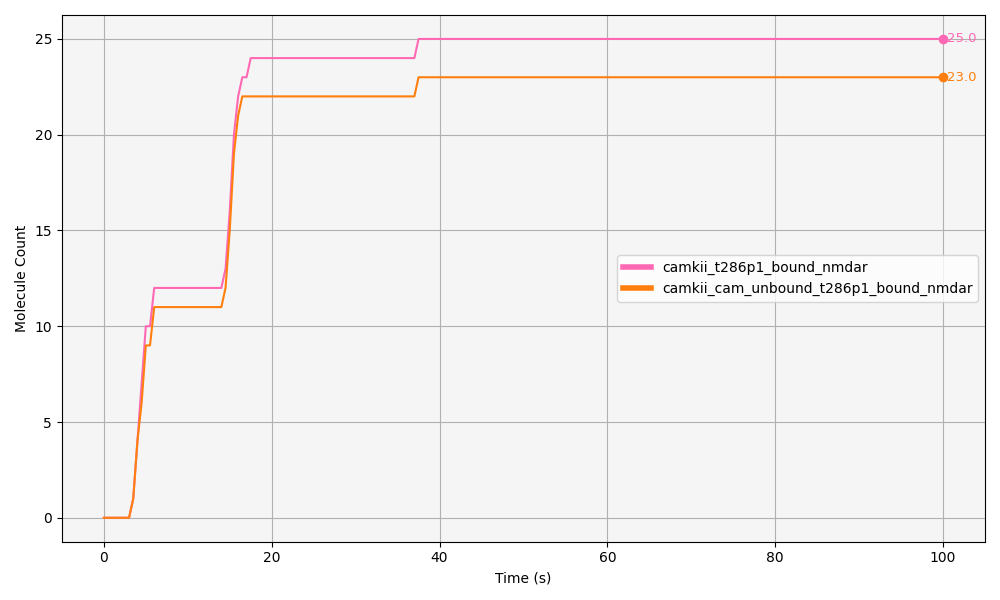 25
20
15
10
5
0
Molecule Count
25.0
23.0
camkii_t286p1_bound_nmdar
camkii_cam_unbound_t286p1_bound_nmdar
0 20 40 60 80 100
Time (s)